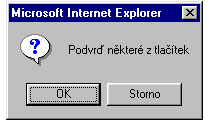 Microsoft Internet Explorer
Podvrď některé z tlačítek
OK
Storno